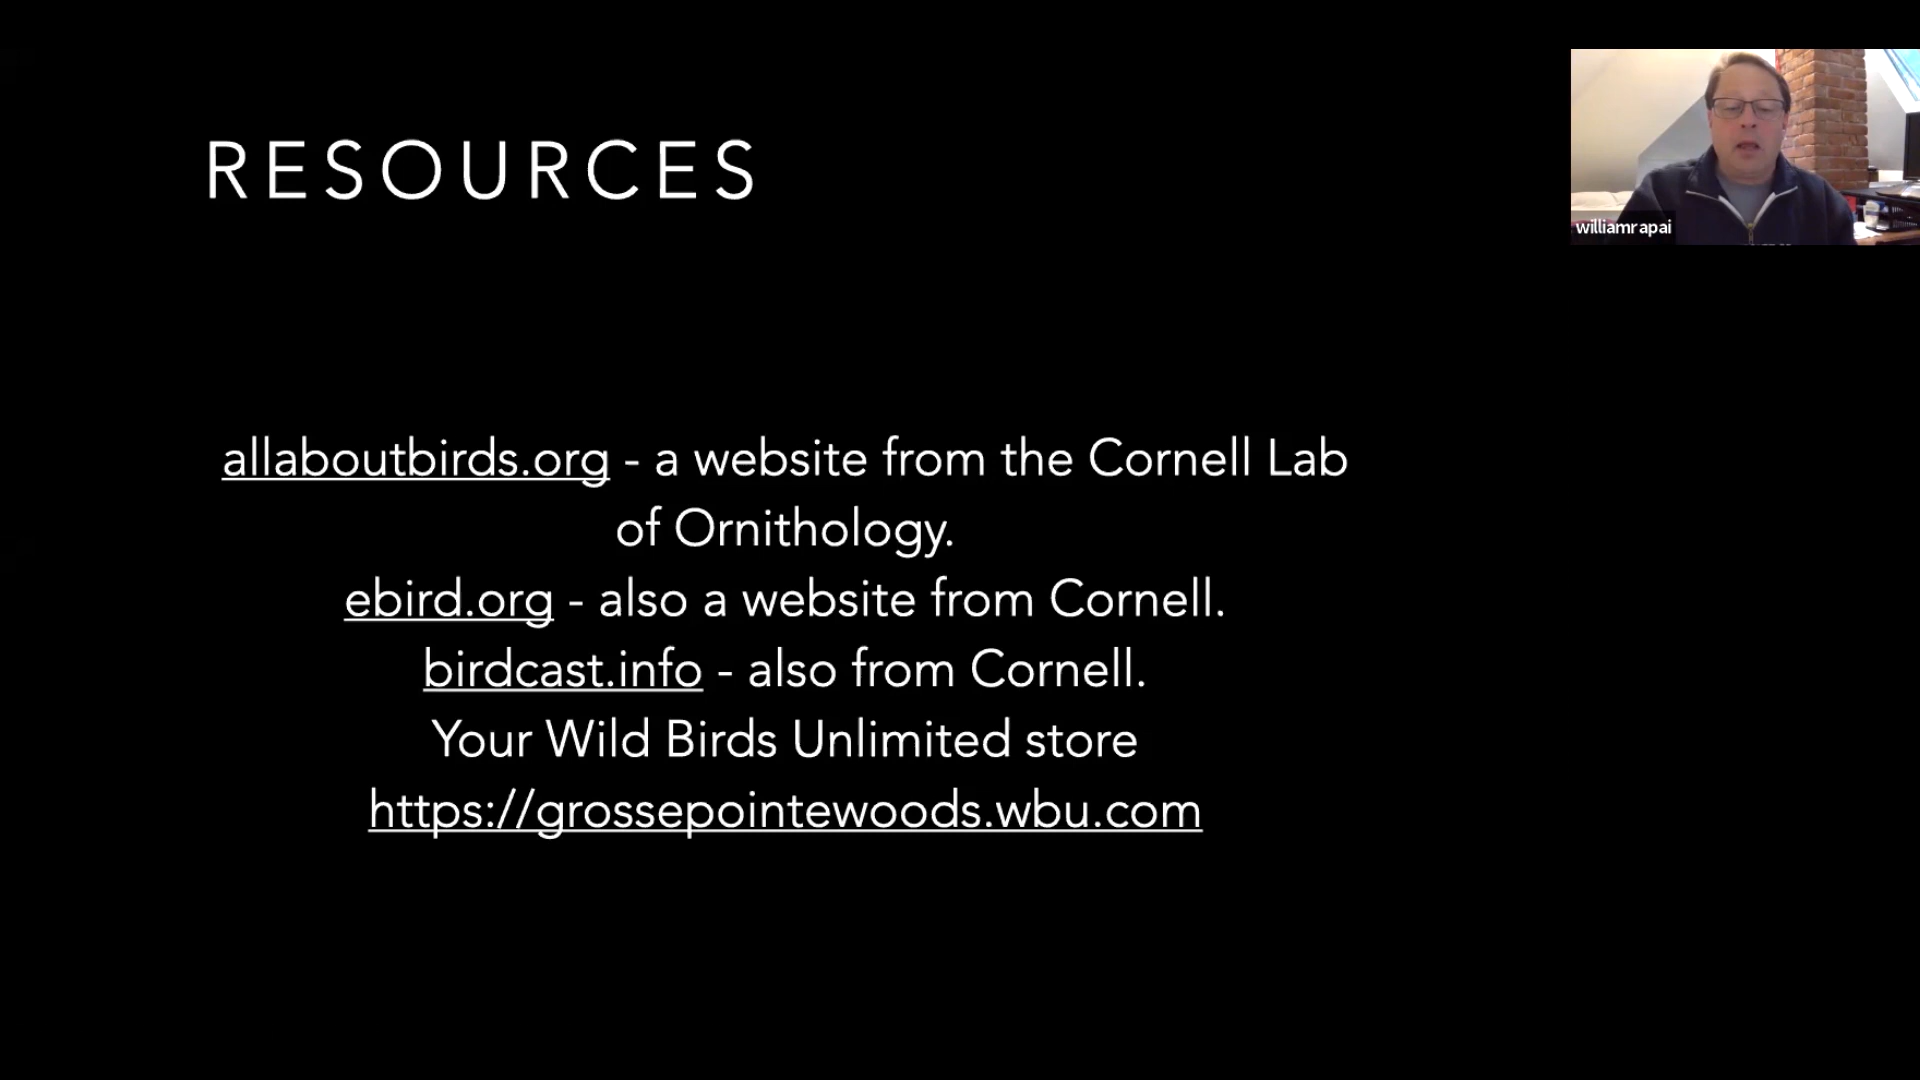 RESOURCES
williamrapai
allaboutbirds.org - a website from the Cornell Lab
of Ornithology.
ebird.org - also a website from Cornell.
birdcast.info - also from Cornell.
Your Wild Birds Unlimited store
https://grossepointewoods.wbu.com